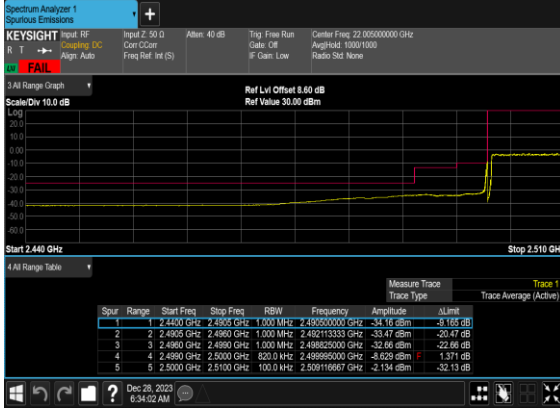 Spectrum Analyzer 1
Spurious Emissions
+
KEYSIGHT Input: RF
R T Coupling: DC
Align: Auto
LXI FAIL
Input Z: 50 Ω
Corr CCorr
Freq Ref: Int (S)
Atten: 40 dB
Trig: Free Run
Gate: Off
IF Gain: Low
Center Freq: 22.005000000 GHz
Avg|Hold: 1000/1000
Radio Std: None
3 All Range Graph
Ref Lvl Offset 8.60 dB
Scale/Div 10.0 dB Ref Value 30.00 dBm
Log
20.0
10.0
0.00
-10.0
-20.0
-30.0
-40.0
-50.0
-60.0
Start 2.440 GHz Stop 2.510 GH
4 All Range Table
Measure Trace Trace 1
Trace Type Trace Average (Active)
Spur Range Start Freq Stop Freq RBW Frequency Amplitude ΔLimit
1 1 2.4400 GHz 2.4905 GHz 1.000 MHz 2.490500000 GHz -34.16 dBm -9.165 dB
2 2 2.4905 GHz 2.4960 GHz 1.000 MHz 2.492113333 GHz -33.47 dBm -20.47 dB
3 3 2.4960 GHz 2.4990 GHz 1.000 MHz 2.498825000 GHz -32.66 dBm -22.66 dB
4 4 2.4990 GHz 2.5000 GHz 820.0 kHz 2.499995000 GHz -8.629 dBm F 1.371 dB
5 5 2.5000 GHz 2.5100 GHz 100.0 kHz 2.509116667 GHz -2.134 dBm -32.13 dB
? Dec 28, 2023
6:34:02 AM